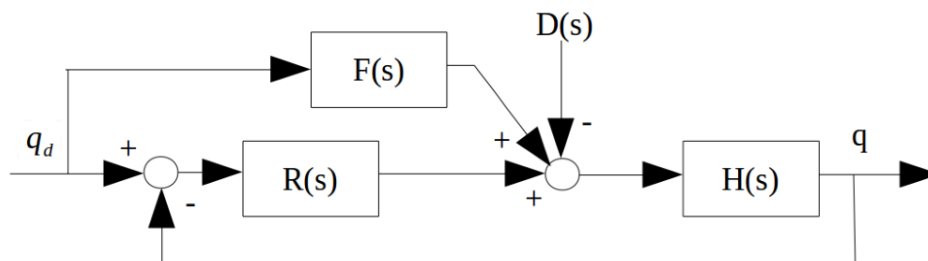 D(s)
F(s)
q_d
+
-
R(s)
+
+
-
H(s)
q